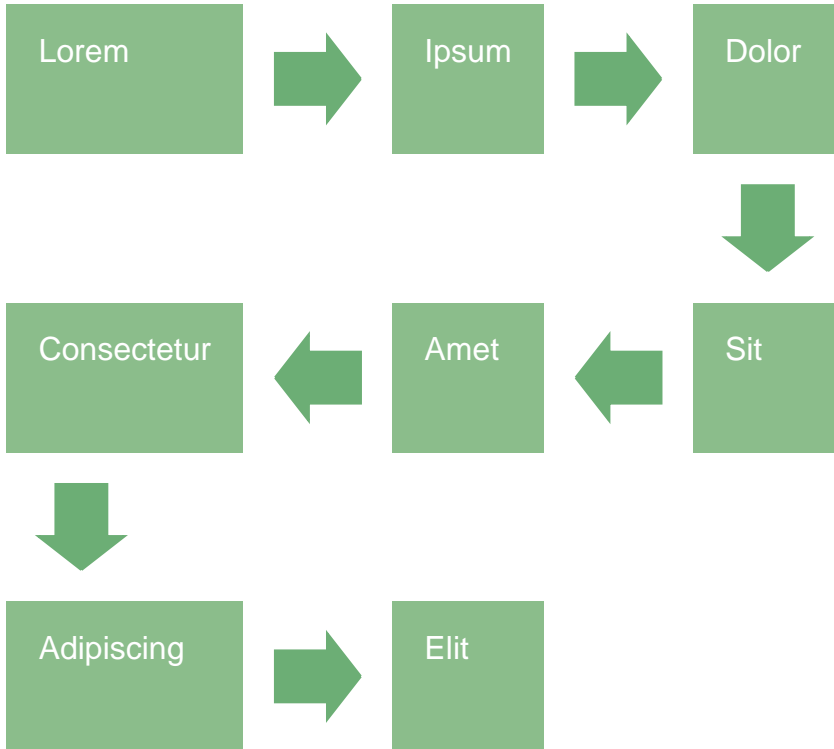 Lorem
Ipsum
Dolor
Sit
Amet
Consectetur
Adipiscing
Elit